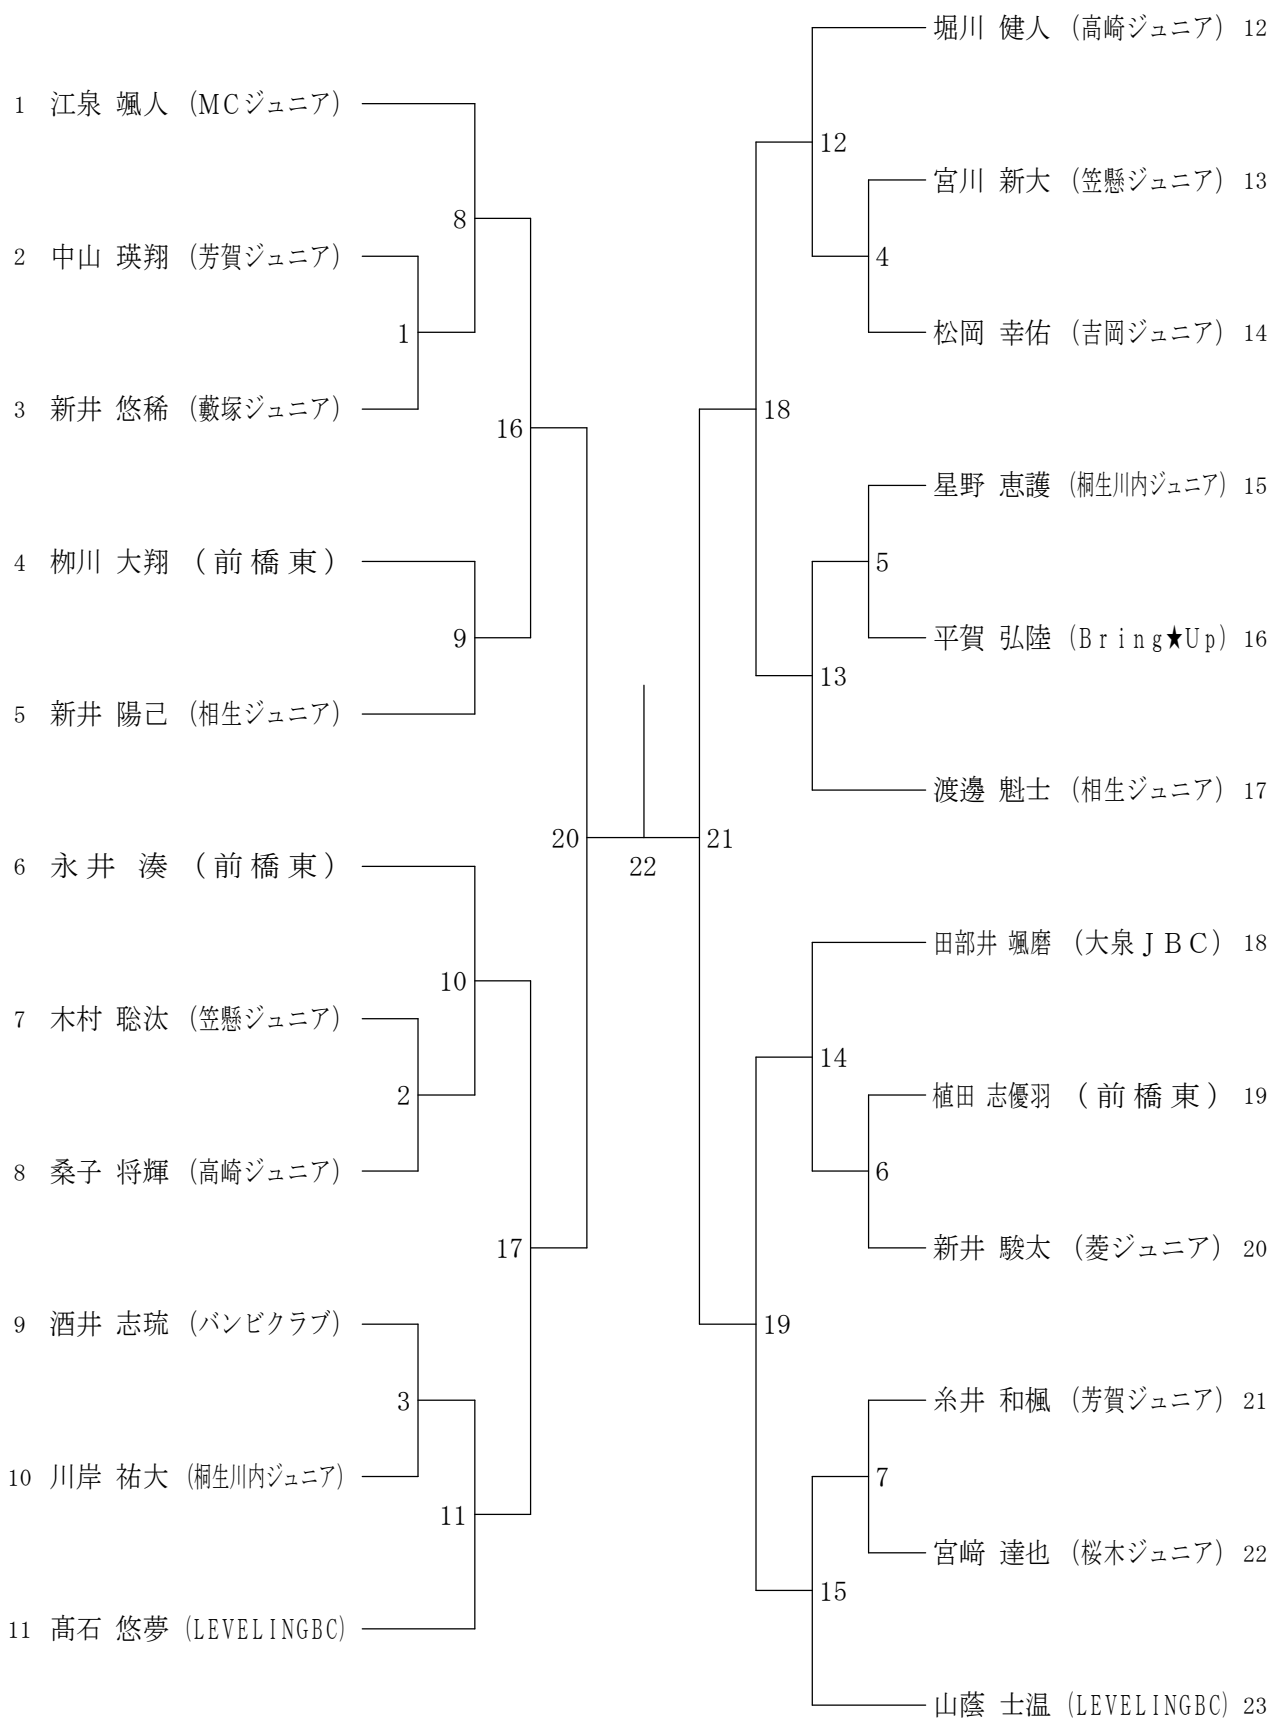 1 江泉 颯人 (MCジュニア)
2 中山 瑛翔 (芳賀ジュニア)
3 新井 悠稀 (藪塚ジュニア)
4 栁川 大翔 (前橋東)
5 新井 陽己 (相生ジュニア)
6 永井 湊 (前橋東)
7 木村 聡汰 (笠懸ジュニア)
8 桑子 将輝 (高崎ジュニア)
9 酒井 志琉 (バンビクラブ)
10 川岸 祐大 (桐生川内ジュニア)
11 髙石 悠夢 (LEVELINGBC)
8
1
16
9
20
10
2
17
3
11
22
堀川 健人 (高崎ジュニア) 12
宮川 新大 (笠懸ジュニア) 13
松岡 幸佑 (吉岡ジュニア) 14
星野 恵護 (桐生川内ジュニア) 15
平賀 弘陸 (Bring★Up) 16
渡邊 魁士 (相生ジュニア) 17
田部井 颯磨 (大泉JBC) 18
植田 志優羽 (前橋東) 19
新井 駿太 (菱ジュニア) 20
糸井 和楓 (芳賀ジュニア) 21
宮﨑 達也 (桜木ジュニア) 22
山蔭 士温 (LEVELINGBC) 23
12
4
18
5
13
21
14
6
19
7
15